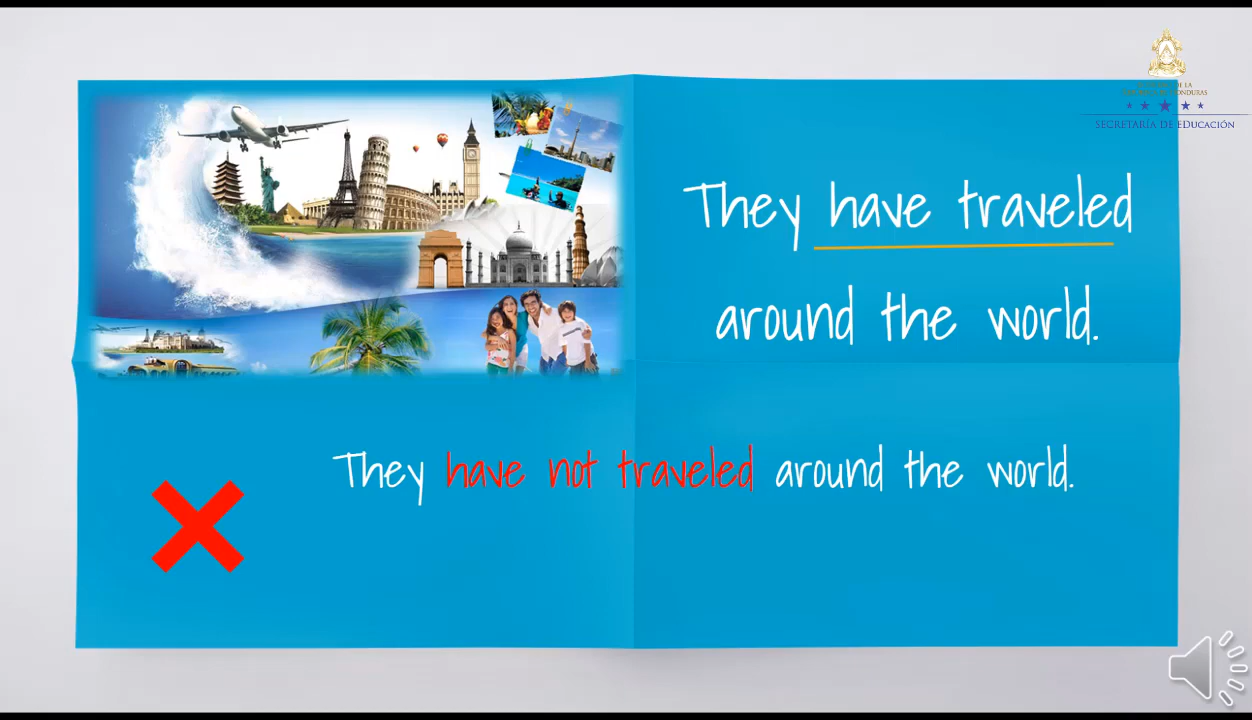 SECRETARÍA DE EDUCACIÓN
They have traveled
around the world.
They have not traveled around the world.